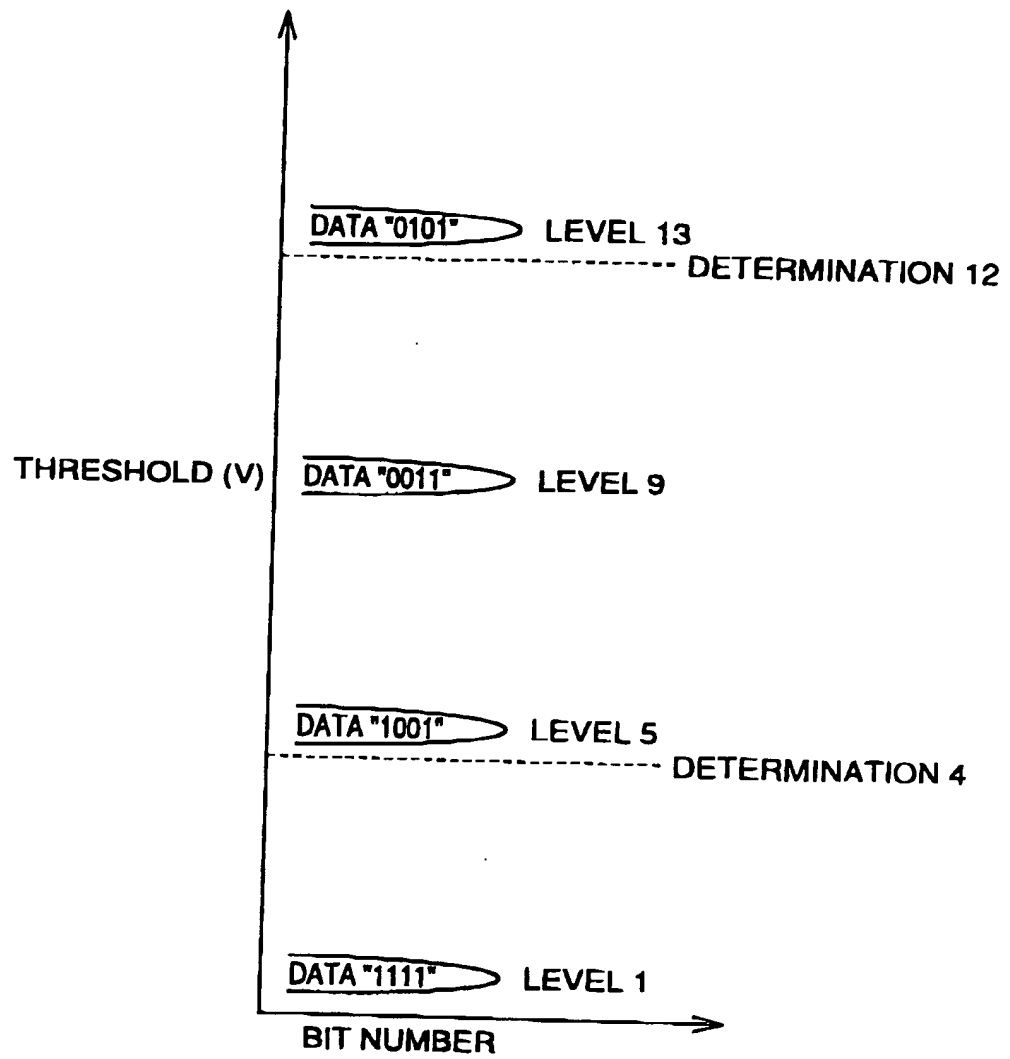 DATA "0101" LEVEL 13
DETERMINATION 12
THRESHOLD (V)
DATA "0011" LEVEL 9
DATA "1001" LEVEL 5
DETERMINATION 4
DATA "1111" LEVEL 1
BIT NUMBER